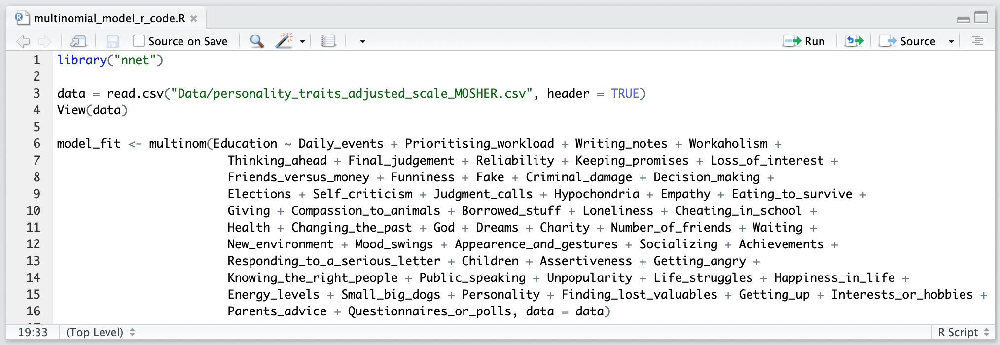 multinomial_model_r_code.R
Source on Save Run Source
1 library("nnet")
2
3 data = read.csv("Data/personality_traits_adjusted_scale_MOSHER.csv", header = TRUE)
4 View(data)
5
6 model_fit <- multinom(Education ~ Daily_events + Prioritising_workload + Writing_notes + Workaholism +
7 Thinking_ahead + Final_judgement + Reliability + Keeping_promises + Loss_of_interest +
8 Friends_versus_money + Funniness + Fake + Criminal_damage + Decision_making +
9 Elections + Self_criticism + Judgment_calls + Hypochondria + Empathy + Eating_to_survive +
10 Giving + Compassion_to_animals + Borrowed_stuff + Loneliness + Cheating_in_school +
11 Health + Changing_the_past + God + Dreams + Charity + Number_of_friends + Waiting +
12 New_environment + Mood_swings + Appearence_and_gestures + Socializing + Achievements +
13 Responding_to_a_serious_letter + Children + Assertiveness + Getting_angry +
14 Knowing_the_right_people + Public_speaking + Unpopularity + Life_struggles + Happiness_in_life +
15 Energy_levels + Small_big_dogs + Personality + Finding_lost_valuables + Getting_up + Interests_or_hobbies +
16 Parents_advice + Questionnaires_or_polls, data = data)
19:33 (Top Level) R Script